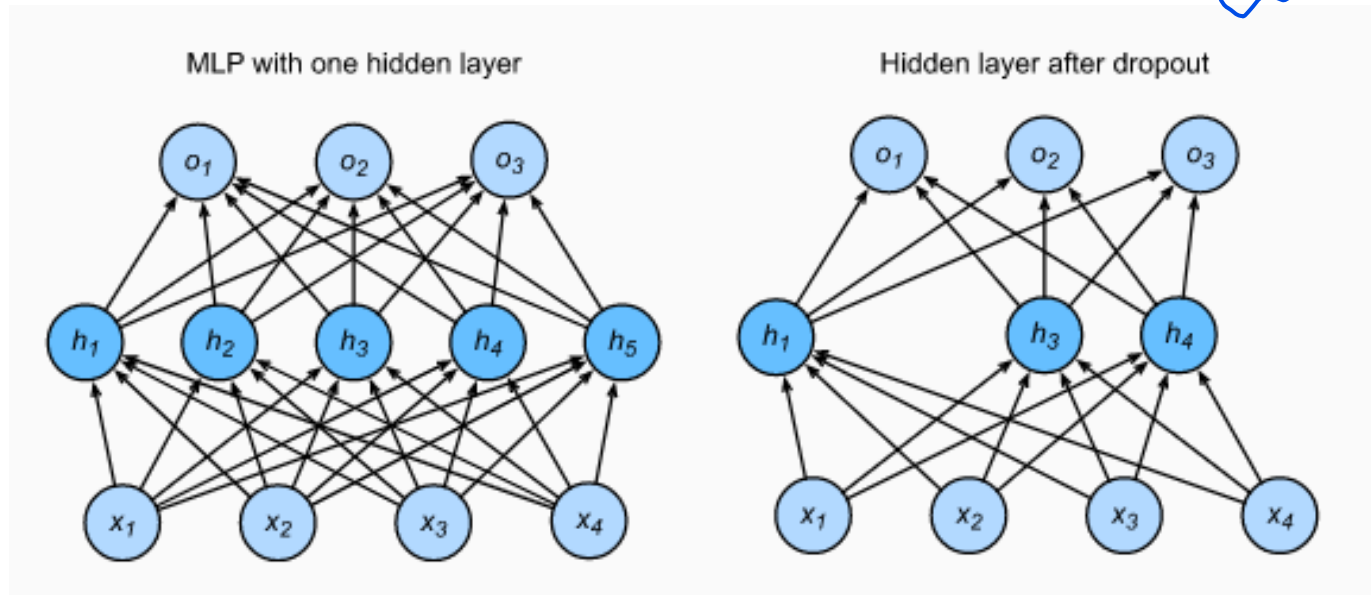 MLP with one hidden layer Hidden layer after dropout
o1 o2 o3 o1 o2 o3
h1 h2 h3 h4 h5 h1 h3 h4
x1 x2 x3 x4 x1 x2 x3 x4